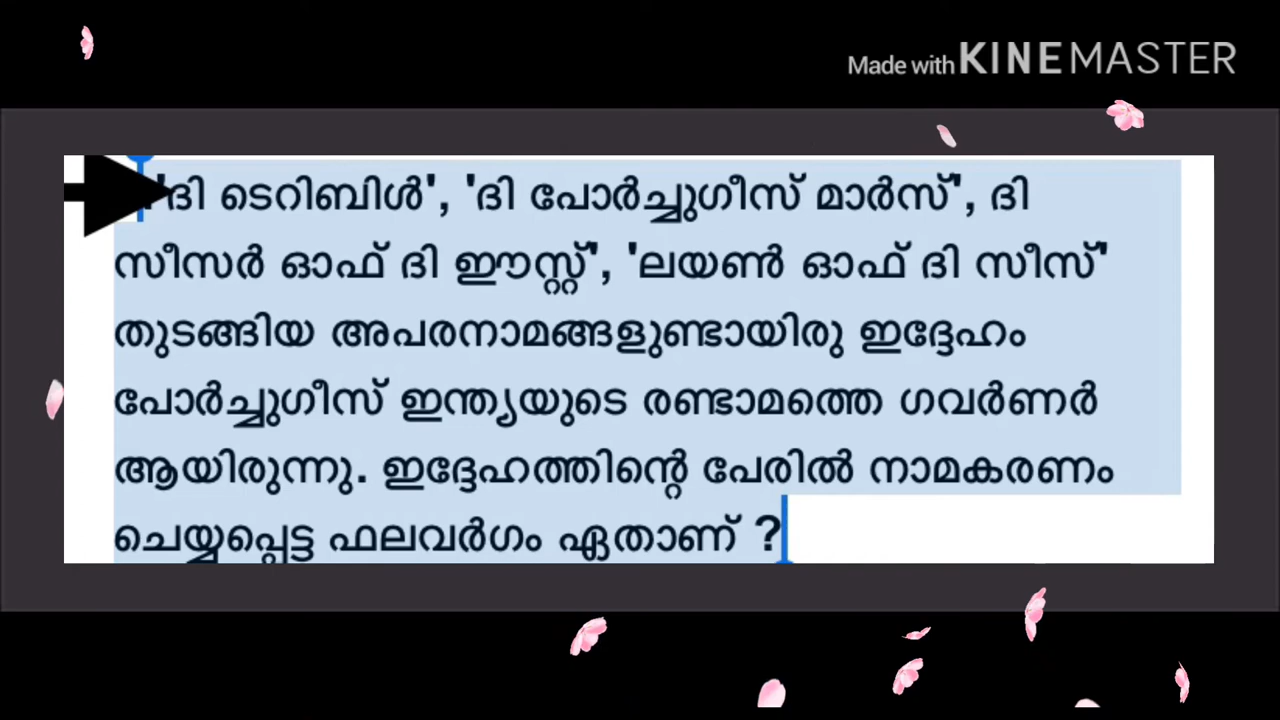 Made with KINEMASTER
'ദി ടെറിബിൾ', 'ദി പോർച്ചുഗീസ് മാർസ്', ദി
സീസർ ഓഫ് ദി ഈസ്റ്റ്', 'ലയൺ ഓഫ് ദി സീസ്'
തുടങ്ങിയ അപരനാമങ്ങളുണ്ടായിരു ഇദ്ദേഹം
പോർച്ചുഗീസ് ഇന്ത്യയുടെ രണ്ടാമത്തെ ഗവർണർ
ആയിരുന്നു. ഇദ്ദേഹത്തിന്റെ പേരിൽ നാമകരണം
ചെയ്യപ്പെട്ട ഫലവർഗം ഏതാണ് ?